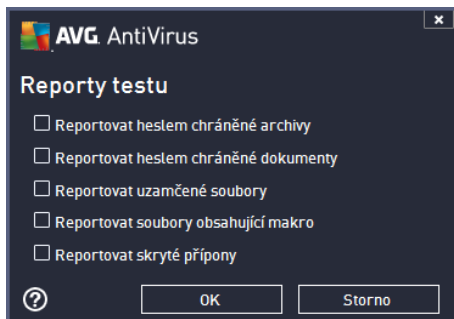 AVG. AntiVirus
Reporty testu
Reportovat heslem chráněné archivy
Reportovat heslem chráněné dokumenty
Reportovat uzamčené soubory
Reportovat soubory obsahující makro
Reportovat skryté přípony
OK
Storno